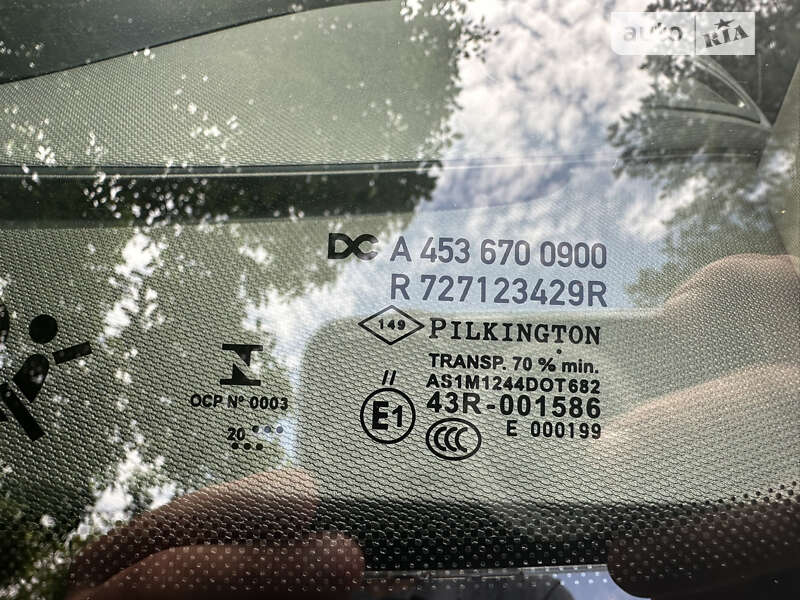 auto RIA
DC A 453 670 0900
R 727123429R
149 PILKINGTON
TRANSP. 70 % min.
AS1M1244DOT682
// 43R-001586
E1
E 000199
CCC
OCP Nº 0003
20